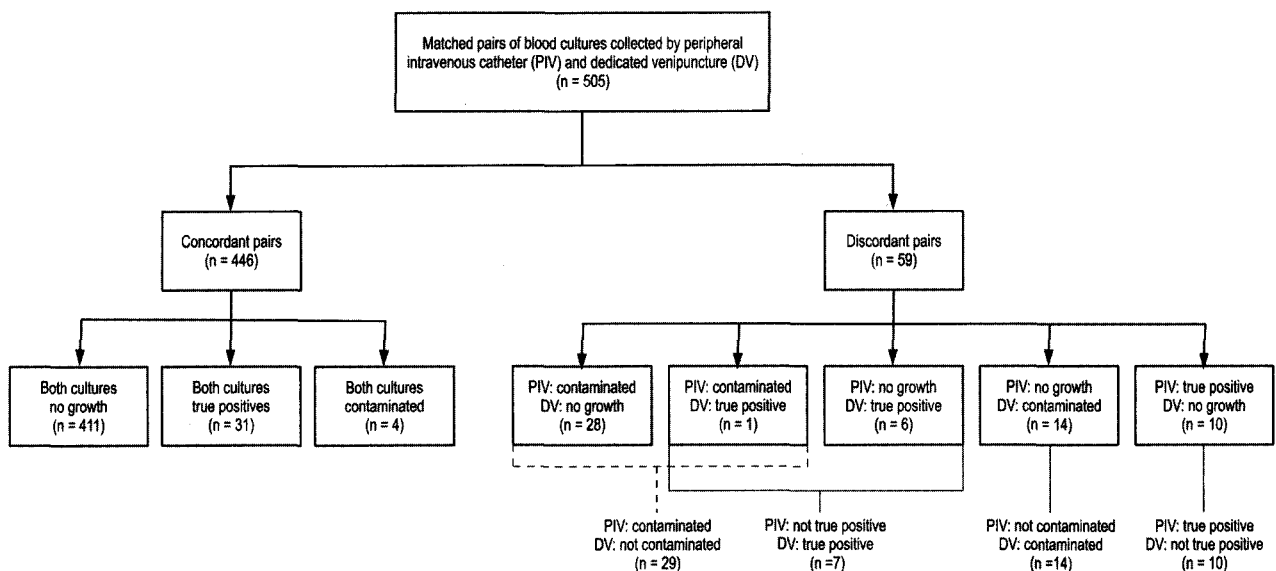 Matched pairs of blood cultures collected by peripheral
intravenous catheter (PIV) and dedicated venipuncture (DV)
(n = 505)
Concordant pairs
(n = 446)
Discordant pairs
(n = 59)
Both cultures
no growth
(n = 411)
Both cultures
true positives
(n = 31)
Both cultures
contaminated
(n = 4)
PIV: contaminated
DV: no growth
(n = 28)
PIV: contaminated
DV: true positive
(n = 1)
PIV: no growth
DV: true positive
(n = 6)
PIV: no growth
DV: contaminated
(n = 14)
PIV: true positive
DV: no growth
(n = 10)
PIV: contaminated
DV: not contaminated
(n = 29)
PIV: not true positive
DV: true positive
(n =7)
PIV: not contaminated
DV: contaminated
(n =14)
PIV: true positive
DV: not true positive
(n = 10)